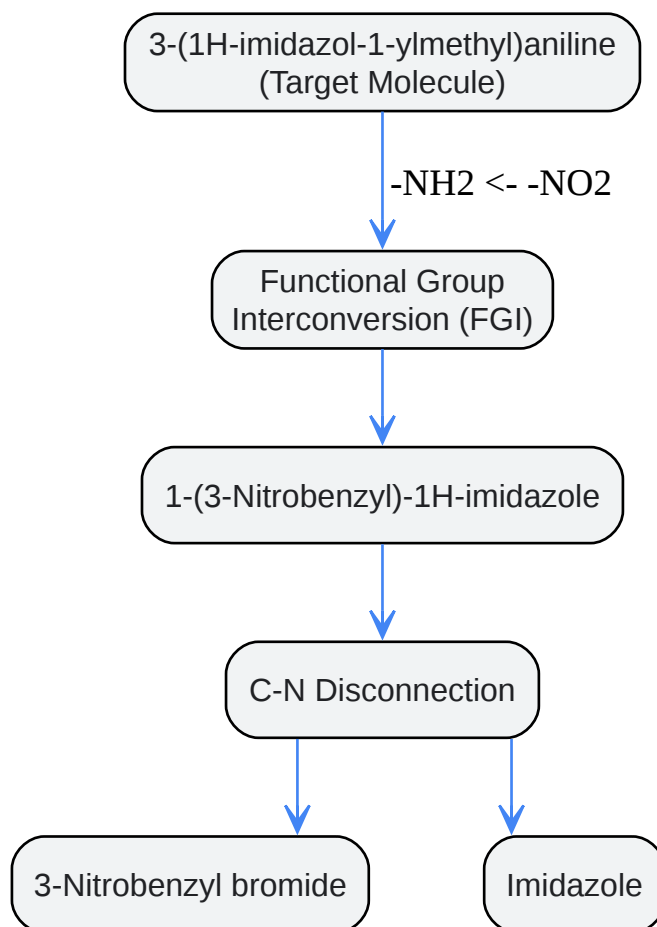 3-(1H-imidazol-1-ylmethyl)aniline
(Target Molecule)
-NH2 <- -NO2
Functional Group
Interconversion (FGI)
1-(3-Nitrobenzyl)-1H-imidazole
C-N Disconnection
3-Nitrobenzyl bromide
Imidazole